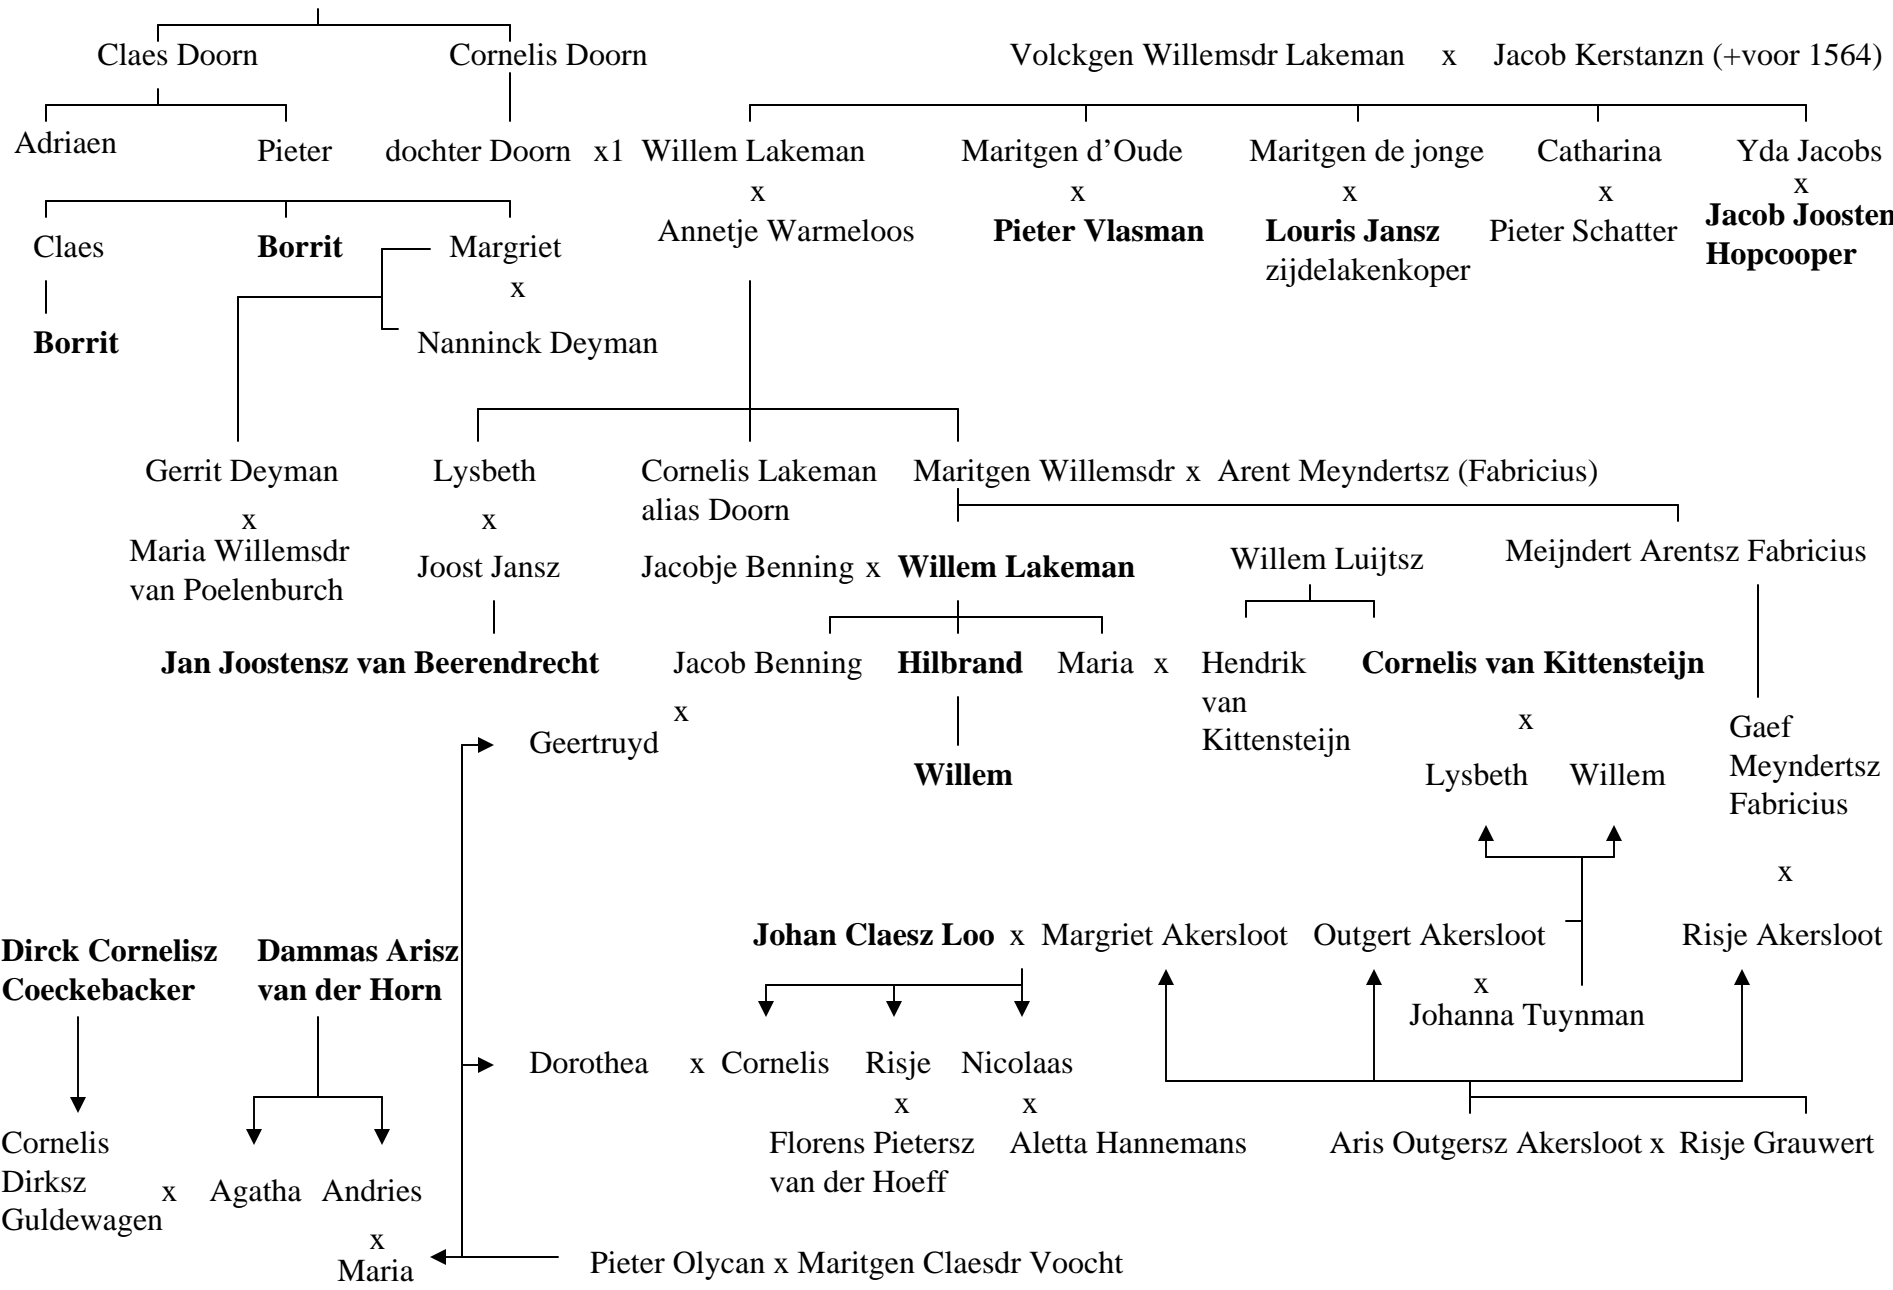 Claes Doorn Cornelis Doorn Volckgen Willemsdr Lakeman x Jacob Kerstanzn (+voor 1564)
Adriaen Pieter dochter Doorn x1 Willem Lakeman Maritgen d’Oude Maritgen de jonge Catharina Yda Jacobs
x x x x x
Claes Borrit Margriet Annetje Warmeloos Pieter Vlasman Louris Jansz Pieter Schatter Jacob Joosten
zijdelakenkoper Hopcooper
x
Borrit Nanninck Deyman
Gerrit Deyman Lysbeth Cornelis Lakeman Maritgen Willemsdr x Arent Meyndertsz (Fabricius)
x x alias Doorn
Maria Willemsdr Joost Jansz Jacobje Benning x Willem Lakeman Willem Luijtsz Meijndert Arentsz Fabricius
van Poelenburch
Jan Joostensz van Beerendrecht Jacob Benning Hilbrand Maria x Hendrik Cornelis van Kittensteijn
x van x Gaef
Geertruyd Kittensteijn Meyndertsz
Willem Lysbeth Willem Fabricius
x
Dirck Cornelisz Dammas Arisz Johan Claesz Loo x Margriet Akersloot Outgert Akersloot Risje Akersloot
Coeckebacker van der Horn x
Johanna Tuynman
Dorothea x Cornelis Risje Nicolaas
x x
Cornelis Florens Pietersz Aletta Hannemans Aris Outgersz Akersloot x Risje Grauwert
Dirksz x Agatha Andries van der Hoeff
Guldewagen
x
Maria Pieter Olycan x Maritgen Claesdr Voocht